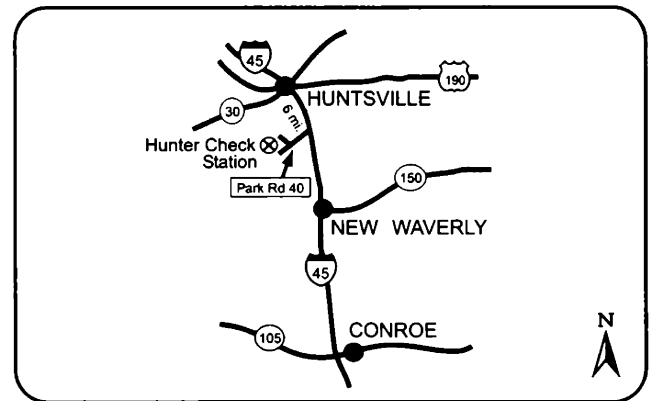 45
190
HUNTSVILLE
30
6 mi.
Hunter Check
Station
Park Rd 40
150
NEW WAVERLY
45
CONROE
105
N